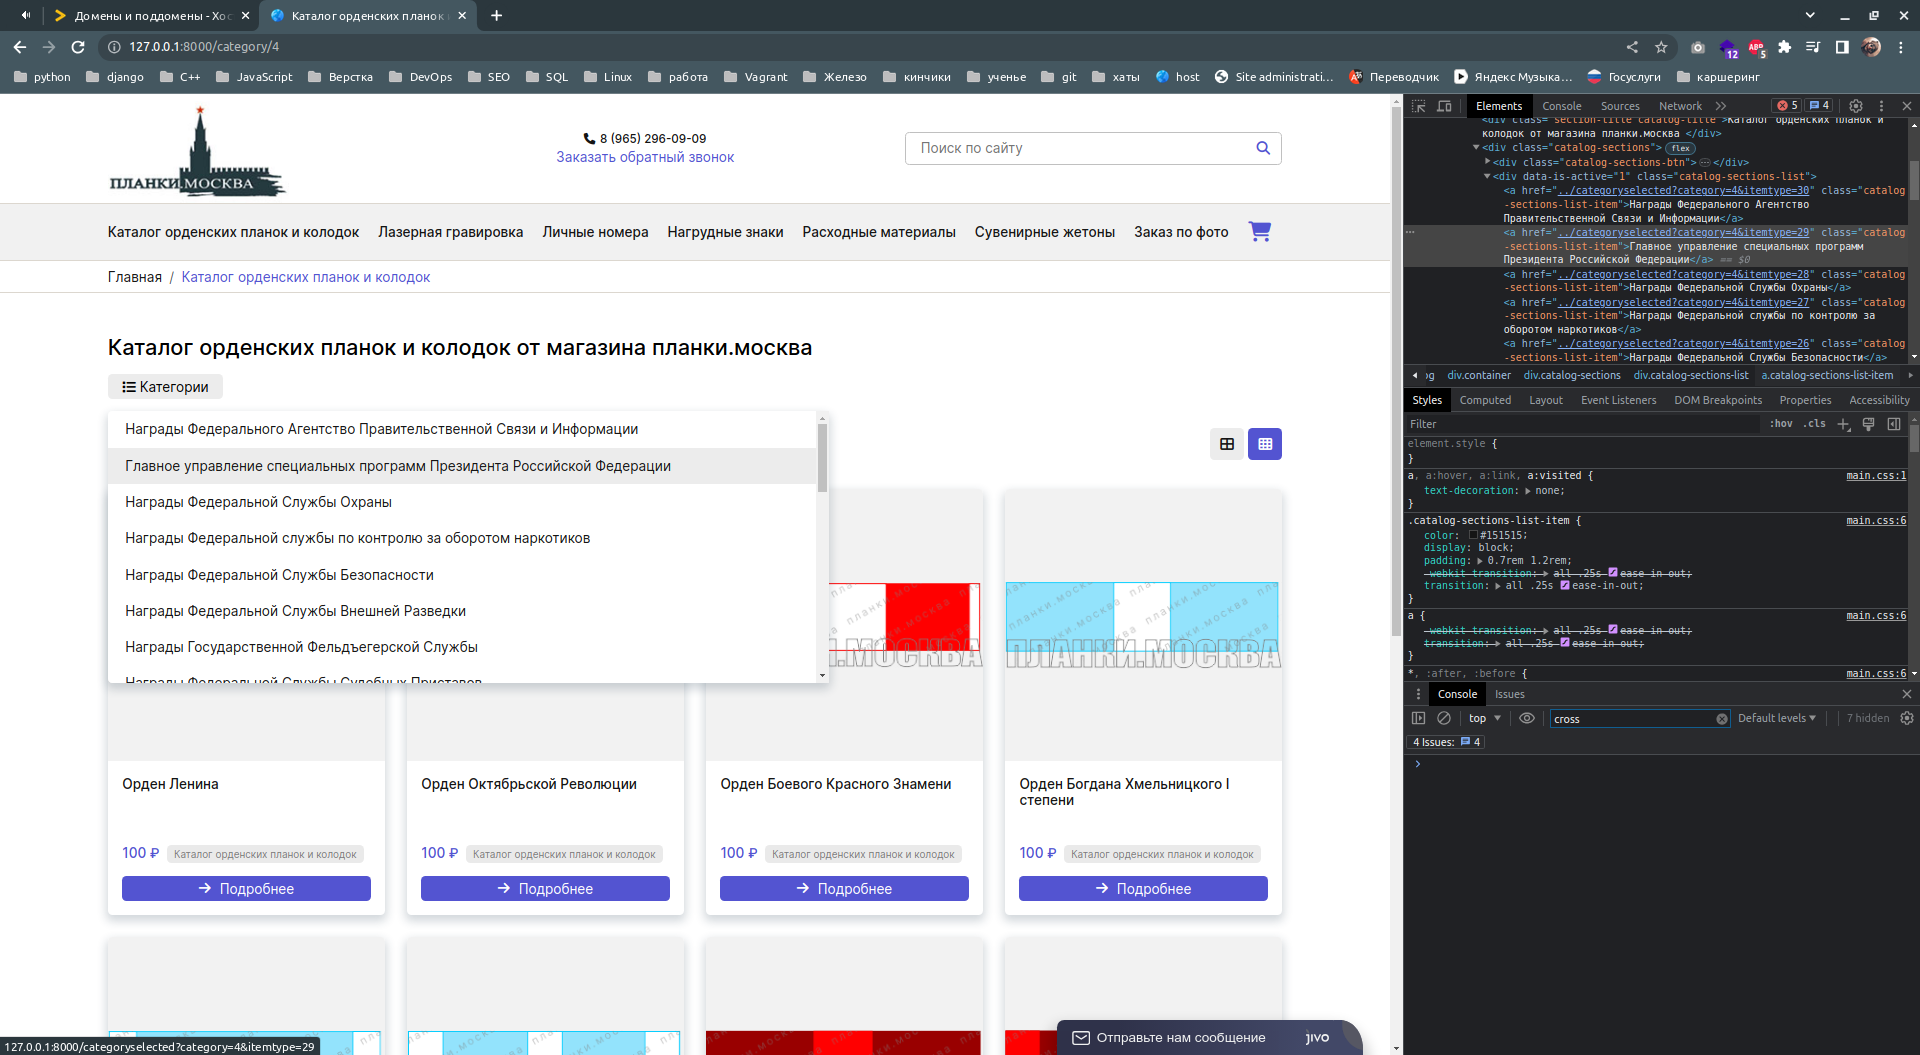 Домены и поддомены - Хос
Каталог орденских планок
127.0.0.1:8000/category/4
12
ABP
5
python
django
C++
JavaScript
Верстка
DevOps
SEO
SQL
Linux
работа
Vagrant
Железо
кинчики
ученье
git
хаты
host
Site administrati...
Переводчик
Яндекс Музыка...
Госуслуги
каршеринг
ПЛАНКИ.МОСКВА
8 (965) 296-09-09
Заказать обратный звонок
Поиск по сайту
Каталог орденских планок и колодок
Лазерная гравировка
Личные номера
Нагрудные знаки
Расходные материалы
Сувенирные жетоны
Заказ по фото
Главная / Каталог орденских планок и колодок
Каталог орденских планок и колодок от магазина планки.москва
Категории
Награды Федерального Агентство Правительственной Связи и Информации
Главное управление специальных программ Президента Российской Федерации
Награды Федеральной Службы Охраны
Награды Федеральной службы по контролю за оборотом наркотиков
Награды Федеральной Службы Безопасности
Награды Федеральной Службы Внешней Разведки
Награды Государственной Фельдъегерской Службы
Награды Федеральной Службы Судебных Приставов
И.МОСКВА
ПЛАНКИ.МОСКВА
Орден Ленина
Орден Октябрьской Революции
Орден Боевого Красного Знамени
Орден Богдана Хмельницкого I
степени
100 ₽ Каталог орденских планок и колодок
100 ₽ Каталог орденских планок и колодок
100 ₽ Каталог орденских планок и колодок
100 ₽ Каталог орденских планок и колодок
Подробнее
Подробнее
Подробнее
Подробнее
Отправьте нам сообщение
jivo
127.0.0.1:8000/categoryselected?category=4&itemtype=29
Elements
Console
Sources
Network
5
4
<div class="section-title catalog-title">Каталог орденских планок и
колодок от магазина планки.москва </div>
<div class="catalog-sections"> flex
<div class="catalog-sections-btn"> </div>
<div data-is-active="1" class="catalog-sections-list">
<a href="../categoryselected?category=4&itemtype=30" class="catalog
-sections-list-item">Награды Федерального Агентство
Правительственной Связи и Информации</a>
<a href="../categoryselected?category=4&itemtype=29" class="catalog
-sections-list-item">Главное управление специальных программ
Президента Российской Федерации</a> == $0
<a href="../categoryselected?category=4&itemtype=28" class="catalog
-sections-list-item">Награды Федеральной Службы Охраны</a>
<a href="../categoryselected?category=4&itemtype=27" class="catalog
-sections-list-item">Награды Федеральной службы по контролю за
оборотом наркотиков</a>
<a href="../categoryselected?category=4&itemtype=26" class="catalog
-sections-list-item">Награды Федеральной Службы Безопасности</a>
og div.container div.catalog-sections div.catalog-sections-list a.catalog-sections-list-item
Styles
Computed
Layout
Event Listeners
DOM Breakpoints
Properties
Accessibility
Filter
:hov .cls
element.style {
}
a, a:hover, a:link, a:visited {
main.css:1
text-decoration: none;
}
.catalog-sections-list-item {
main.css:6
color: #151515;
display: block;
padding: 0.7rem 1.2rem;
-webkit-transition: all .25s ease-in-out;
transition: all .25s ease-in-out;
}
a {
main.css:6
-webkit-transition: all .25s ease-in-out;
transition: all .25s ease-in-out;
}
*, :after, :before {
main.css:6
Console
Issues
top
cross
Default levels
7 hidden
4 Issues: 4